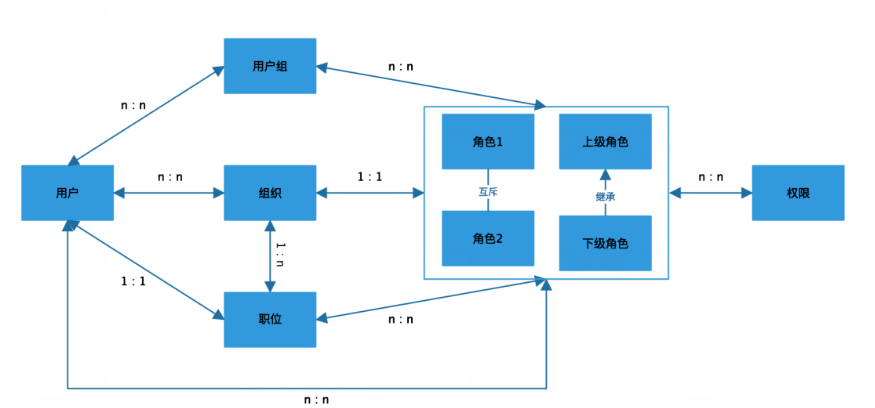 用户组
n : n
n : n
角色1
上级角色
用户
n : n
组织
1 : 1
互斥
继承
n : n
权限
角色2
下级角色
1 : n
1 : 1
职位
n : n
n : n